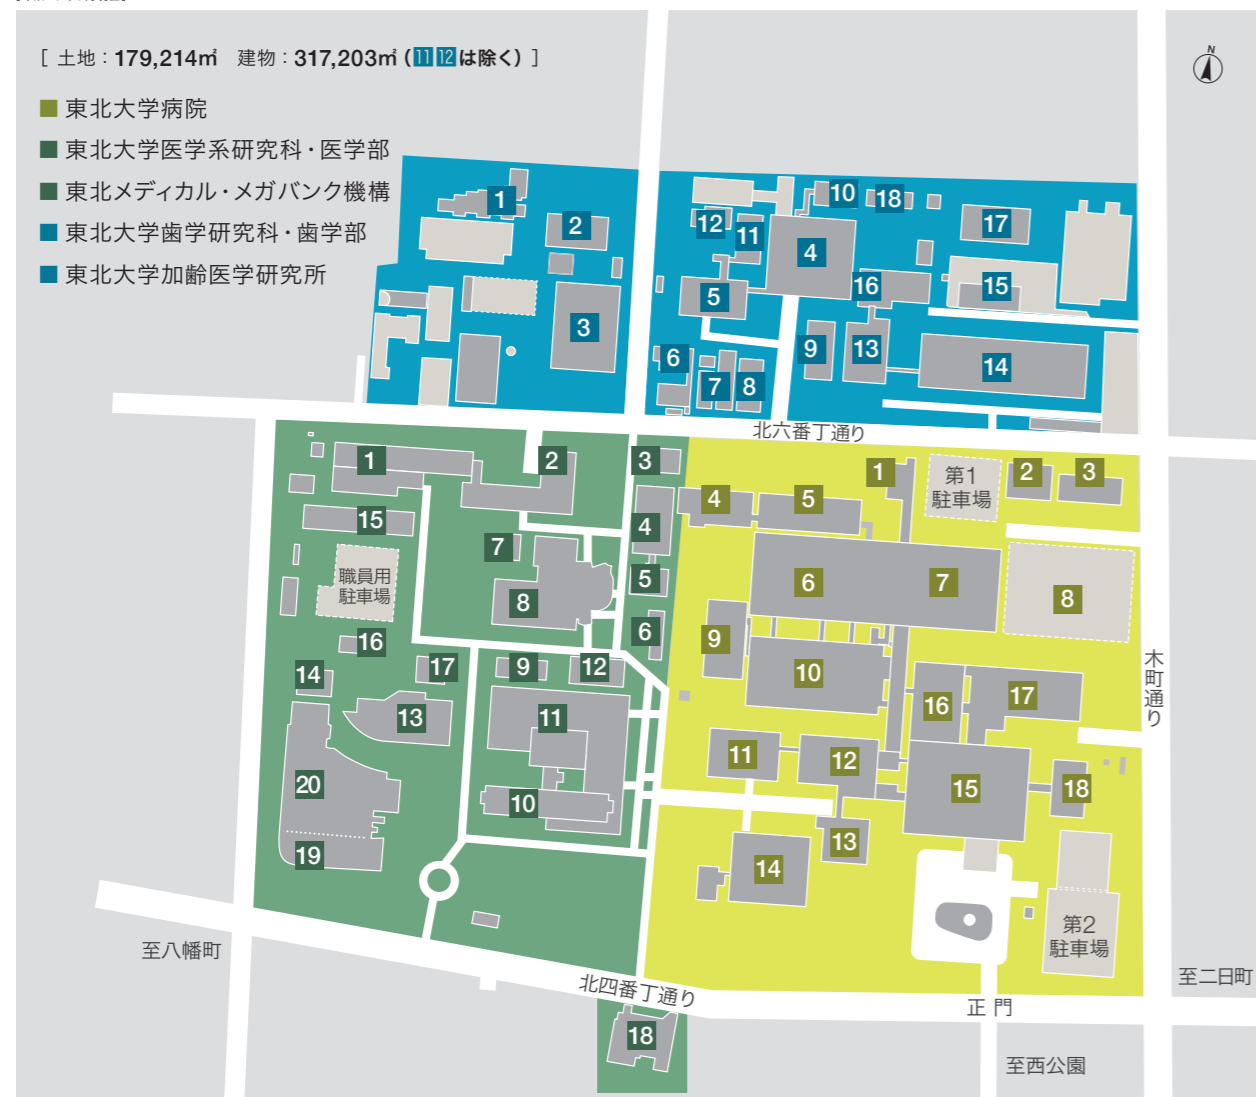 [ 土地：179,214㎡ 建物：317,203㎡ (11 12は除く) ]
東北大学病院
東北大学医学系研究科・医学部
東北メディカル・メガバンク機構
東北大学歯学研究科・歯学部
東北大学加齢医学研究所
N
1
2
3
10
18
12
11
4
17
5
16
15
6
7
8
9
13
14
北六番丁通り
1
2
3
4
15
7
5
8
職員用
駐車場
6
16
14
17
9
12
13
11
20
10
19
18
1
第1
駐車場
2
3
4
5
6
7
8
9
10
16
17
11
12
15
18
13
14
第2
駐車場
木町通り
至八幡町
北四番丁通り
正門
至二日町
至西公園